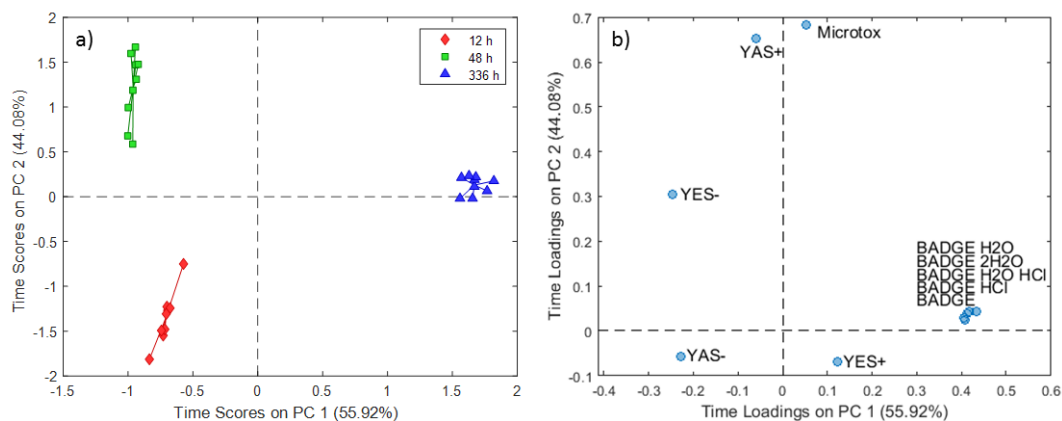 a)
12 h
48 h
336 h
2
1.5
1
0.5
0
-0.5
-1
-1.5
-2
-1.5
-1
-0.5
0
0.5
1
1.5
2
Time Scores on PC 2 (44.08%)
Time Scores on PC 1 (55.92%)
b)
Microtox
YAS+
YES-
BADGE H2O
BADGE 2H2O
BADGE H2O HCl
BADGE HCl
BADGE
YAS-
YES+
0.7
0.6
0.5
0.4
0.3
0.2
0.1
0
-0.1
-0.4
-0.3
-0.2
-0.1
0
0.1
0.2
0.3
0.4
0.5
0.6
Time Loadings on PC 2 (44.08%)
Time Loadings on PC 1 (55.92%)